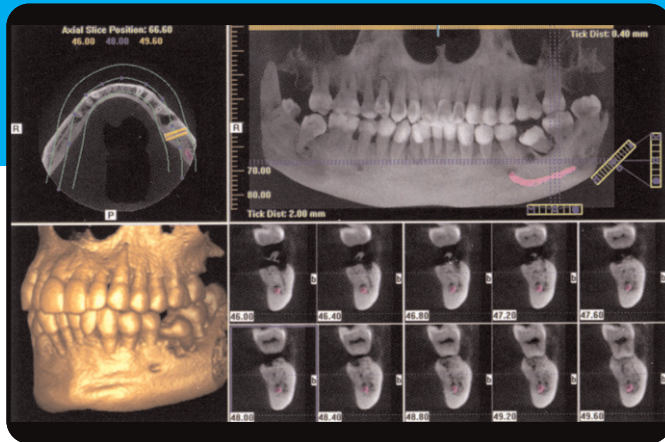 Axial Slice Position: 66.60
46.00 48.00 49.60
R
P
Tick Dist: 0.40 mm
R
70.00
80.00
Tick Dist: 2.00 mm
46.00
b
46.40
b
46.80
b
47.20
b
47.60
b
48.00
b
48.40
b
48.80
b
49.20
b
49.60
b